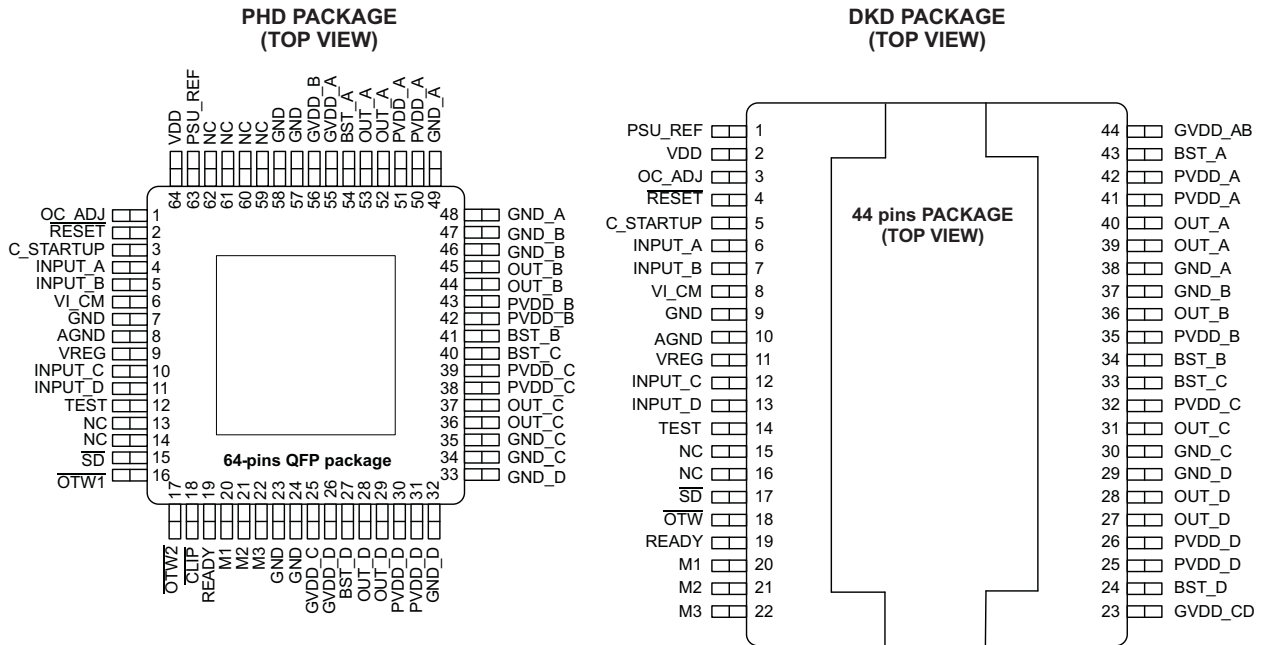 PHD PACKAGE
(TOP VIEW)
VDD
PSU_REF
NC
NC
NC
NC
GND
GND
GVDD_B
GVDD_A
BST_A
OUT_A
OUT_A
PVDD_A
PVDD_A
GND_A
64
63
62
61
60
59
58
57
56
55
54
53
52
51
50
49
OC_ADJ 1
RESET 2
C_STARTUP 3
INPUT_A 4
INPUT_B 5
VI_CM 6
GND 7
AGND 8
VREG 9
INPUT_C 10
INPUT_D 11
TEST 12
NC 13
NC 14
SD 15
OTW1 16
48 GND_A
47 GND_B
46 GND_B
45 OUT_B
44 OUT_B
43 PVDD_B
42 PVDD_B
41 BST_B
40 BST_C
39 PVDD_C
38 PVDD_C
37 OUT_C
36 OUT_C
35 GND_C
34 GND_C
33 GND_D
64-pins QFP package
17
18
19
20
21
22
23
24
25
26
27
28
29
30
31
32
OTW2
CLIP
READY
M1
M2
M3
GND
GND
GVDD_C
GVDD_D
BST_D
OUT_D
OUT_D
PVDD_D
PVDD_D
GND_D
DKD PACKAGE
(TOP VIEW)
PSU_REF 1
VDD 2
OC_ADJ 3
RESET 4
C_STARTUP 5
INPUT_A 6
INPUT_B 7
VI_CM 8
GND 9
AGND 10
VREG 11
INPUT_C 12
INPUT_D 13
TEST 14
NC 15
NC 16
SD 17
OTW 18
READY 19
M1 20
M2 21
M3 22
44 pins PACKAGE
(TOP VIEW)
44 GVDD_AB
43 BST_A
42 PVDD_A
41 PVDD_A
40 OUT_A
39 OUT_A
38 GND_A
37 GND_B
36 OUT_B
35 PVDD_B
34 BST_B
33 BST_C
32 PVDD_C
31 OUT_C
30 GND_C
29 GND_D
28 OUT_D
27 OUT_D
26 PVDD_D
25 PVDD_D
24 BST_D
23 GVDD_CD